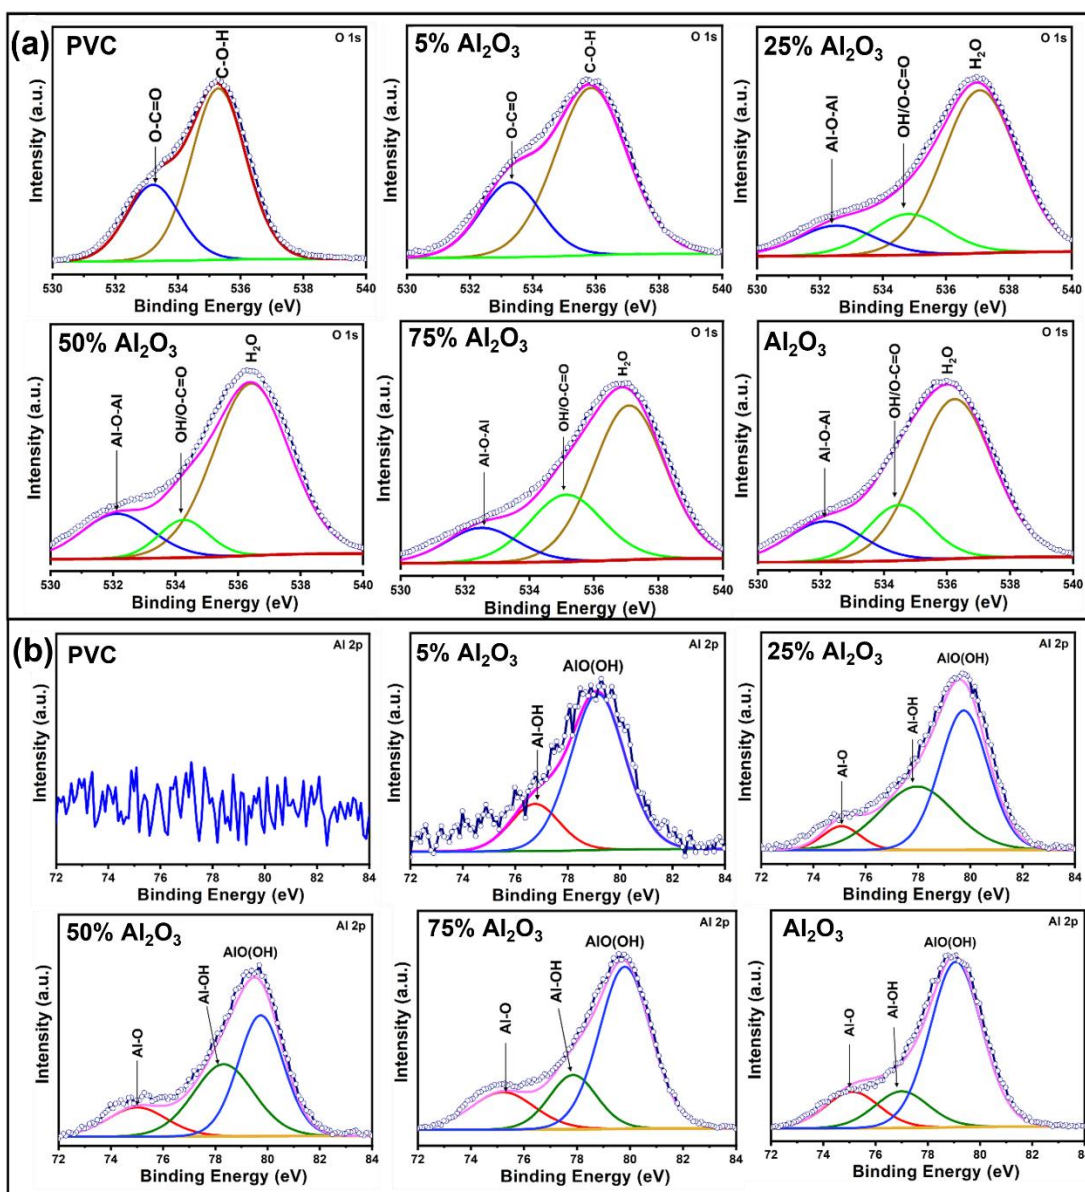 (a)
PVC
O 1s
O-C=O
C-O-H
Intensity (a.u.)
530 532 534 536 538 540
Binding Energy (eV)
5% Al₂O₃
O 1s
O-C=O
C-O-H
Intensity (a.u.)
530 532 534 536 538 540
Binding Energy (eV)
25% Al₂O₃
O 1s
Al-O-Al
OH/O-C=O
H₂O
Intensity (a.u.)
530 532 534 536 538 540
Binding Energy (eV)
50% Al₂O₃
O 1s
Al-O-Al
OH/O-C=O
H₂O
Intensity (a.u.)
530 532 534 536 538 540
Binding Energy (eV)
75% Al₂O₃
O 1s
Al-O-Al
OH/O-C=O
H₂O
Intensity (a.u.)
530 532 534 536 538 540
Binding Energy (eV)
Al₂O₃
O 1s
Al-O-Al
OH/O-C=O
H₂O
Intensity (a.u.)
530 532 534 536 538 540
Binding Energy (eV)
(b)
PVC
Al 2p
Intensity (a.u.)
72 74 76 78 80 82 84
Binding Energy (eV)
5% Al₂O₃
Al 2p
Al-OH
AlO(OH)
Intensity (a.u.)
72 74 76 78 80 82 84
Binding Energy (eV)
25% Al₂O₃
Al 2p
Al-O
Al-OH
AlO(OH)
Intensity (a.u.)
72 75 77 80 82 84
Binding Energy (eV)
50% Al₂O₃
Al 2p
Al-O
Al-OH
AlO(OH)
Intensity (a.u.)
72 74 76 78 80 82 84
Binding Energy (eV)
75% Al₂O₃
Al 2p
Al-O
Al-OH
AlO(OH)
Intensity (a.u.)
72 74 76 78 80 82 84
Binding Energy (eV)
Al₂O₃
Al 2p
Al-O
Al-OH
AlO(OH)
Intensity (a.u.)
72 74 76 78 80 82 84
Binding Energy (eV)